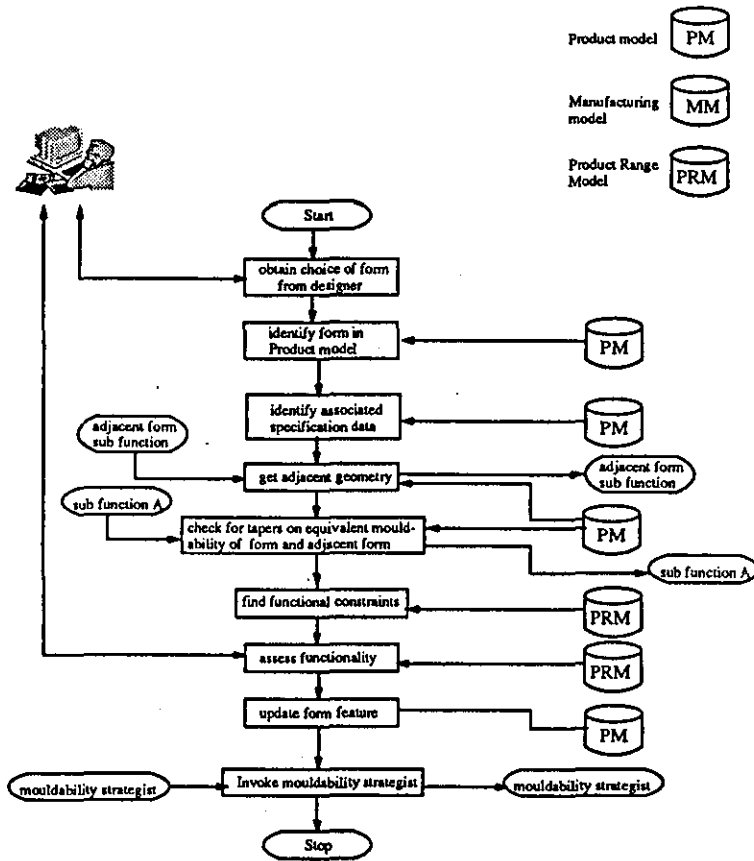 Product model
PM
Manufacturing
model
MM
Product Range
Model
PRM
Start
obtain choice of form
from designer
identify form in
Product model
PM
identify associated
specification data
PM
adjacent form
sub function
get adjacent geometry
adjacent form
sub function
sub function A
check for tapers on equivalent mould-
ability of form and adjacent form
PM
sub function A
find functional constraints
PRM
assess functionality
PRM
update form feature
PM
mouldability strategist
Invoke mouldability strategist
mouldability strategist
Stop